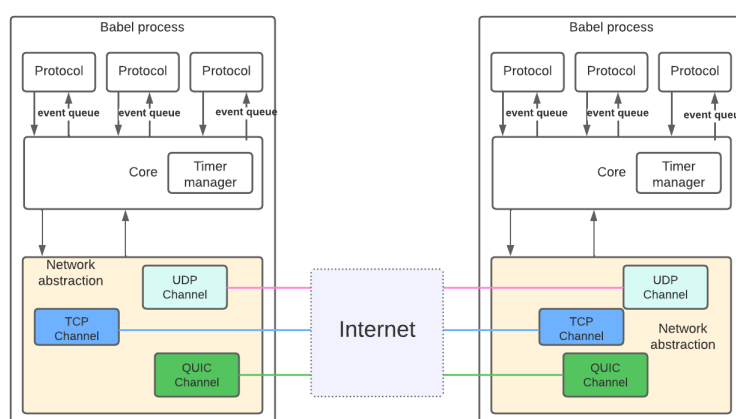 Babel process
Protocol
Protocol
Protocol
event queue
event queue
event queue
Core
Timer
manager
Network
abstraction
UDP
Channel
TCP
Channel
QUIC
Channel
Internet
Babel process
Protocol
Protocol
Protocol
event queue
event queue
event queue
Core
Timer
manager
UDP
Channel
TCP
Channel
Network
abstraction
QUIC
Channel